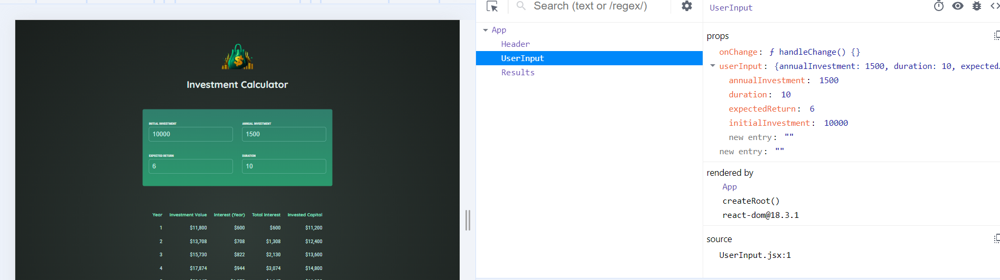 Investment Calculator
INITIAL INVESTMENT
ANNUAL INVESTMENT
10000
1500
EXPECTED RETURN
DURATION
6
10
Year Investment Value Interest (Year) Total Interest Invested Capital
1 $11,800 $600 $600 $11,200
2 $13,708 $708 $1,308 $12,400
3 $15,730 $822 $2,130 $13,600
4 $17,874 $944 $3,074 $14,800
Search (text or /regex/)
App
Header
UserInput
Results
UserInput
props
onChange: ƒ handleChange() {}
userInput: {annualInvestment: 1500, duration: 10, expected…
annualInvestment: 1500
duration: 10
expectedReturn: 6
initialInvestment: 10000
new entry: ""
new entry: ""
rendered by
App
createRoot()
react-dom@18.3.1
source
UserInput.jsx:1